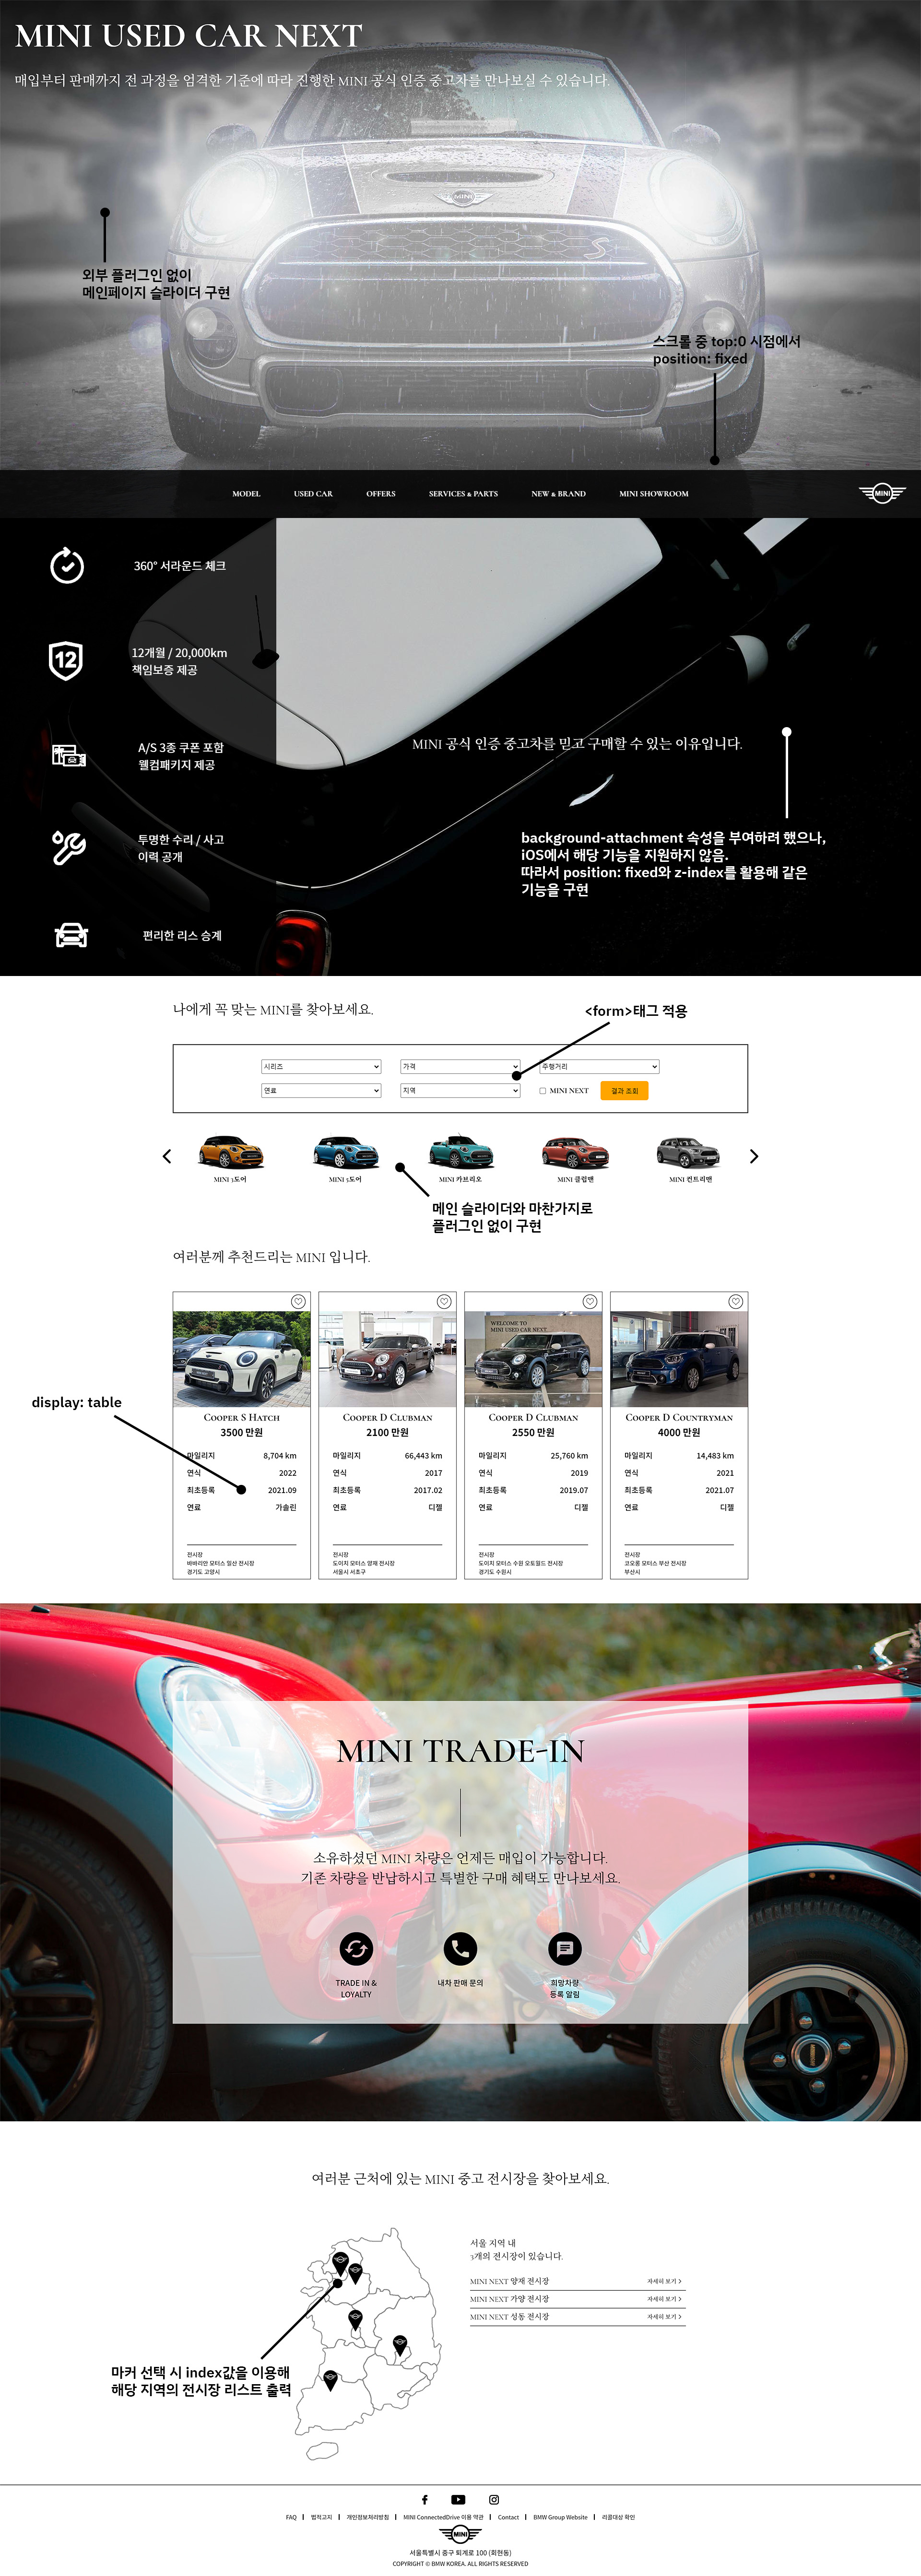 MINI USED CAR NEXT
매입부터 판매까지 전 과정을 엄격한 기준에 따라 진행한 MINI 공식 인증 중고차를 만나보실 수 있습니다.
MINI
외부 플러그인 없이
메인페이지 슬라이더 구현
스크롤 중 top:0 시점에서
position: fixed
MODEL USED CAR OFFERS SERVICES & PARTS NEW & BRAND MINI SHOWROOM
MINI
360° 서라운드 체크
12
12개월 / 20,000km
책임보증 제공
A/S 3종 쿠폰 포함
웰컴패키지 제공
MINI 공식 인증 중고차를 믿고 구매할 수 있는 이유입니다.
투명한 수리 / 사고
이력 공개
background-attachment 속성을 부여하려 했으나,
iOS에서 해당 기능을 지원하지 않음.
따라서 position: fixed와 z-index를 활용해 같은
기능을 구현
편리한 리스 승계
나에게 꼭 맞는 MINI를 찾아보세요.
<form>태그 적용
시리즈 가격 주행거리
연료 지역 MINI NEXT 결과 조회
MINI 3도어 MINI 5도어 MINI 카브리오 MINI 클럽맨 MINI 컨트리맨
메인 슬라이더와 마찬가지로
플러그인 없이 구현
여러분께 추천드리는 MINI 입니다.
WELCOME TO
MINI USED CAR NEXT
display: table
Cooper S Hatch
3500 만원
마일리지 8,704 km
연식 2022
최초등록 2021.09
연료 가솔린
전시장
바바리안 모터스 일산 전시장
경기도 고양시
Cooper D Clubman
2100 만원
마일리지 66,443 km
연식 2017
최초등록 2017.02
연료 디젤
전시장
도이치 모터스 양재 전시장
서울시 서초구
Cooper D Clubman
2550 만원
마일리지 25,760 km
연식 2019
최초등록 2019.07
연료 디젤
전시장
도이치 모터스 수원 오토월드 전시장
경기도 수원시
Cooper D Countryman
4000 만원
마일리지 14,483 km
연식 2021
최초등록 2021.07
연료 디젤
전시장
코오롱 모터스 부산 전시장
부산시
MINI TRADE-IN
소유하셨던 MINI 차량은 언제든 매입이 가능합니다.
기존 차량을 반납하시고 특별한 구매 혜택도 만나보세요.
TRADE IN &
LOYALTY
내차 판매 문의
희망차량
등록 알림
여러분 근처에 있는 MINI 중고 전시장을 찾아보세요.
서울 지역 내
3개의 전시장이 있습니다.
MINI NEXT 양재 전시장 자세히 보기 >
MINI NEXT 가양 전시장 자세히 보기 >
MINI NEXT 성동 전시장 자세히 보기 >
마커 선택 시 index값을 이용해
해당 지역의 전시장 리스트 출력
FAQ 법적고지 개인정보처리방침 MINI ConnectedDrive 이용 약관 Contact BMW Group Website 리콜대상 확인
MINI
서울특별시 중구 퇴계로 100 (회현동)
COPYRIGHT © BMW KOREA. ALL RIGHTS RESERVED